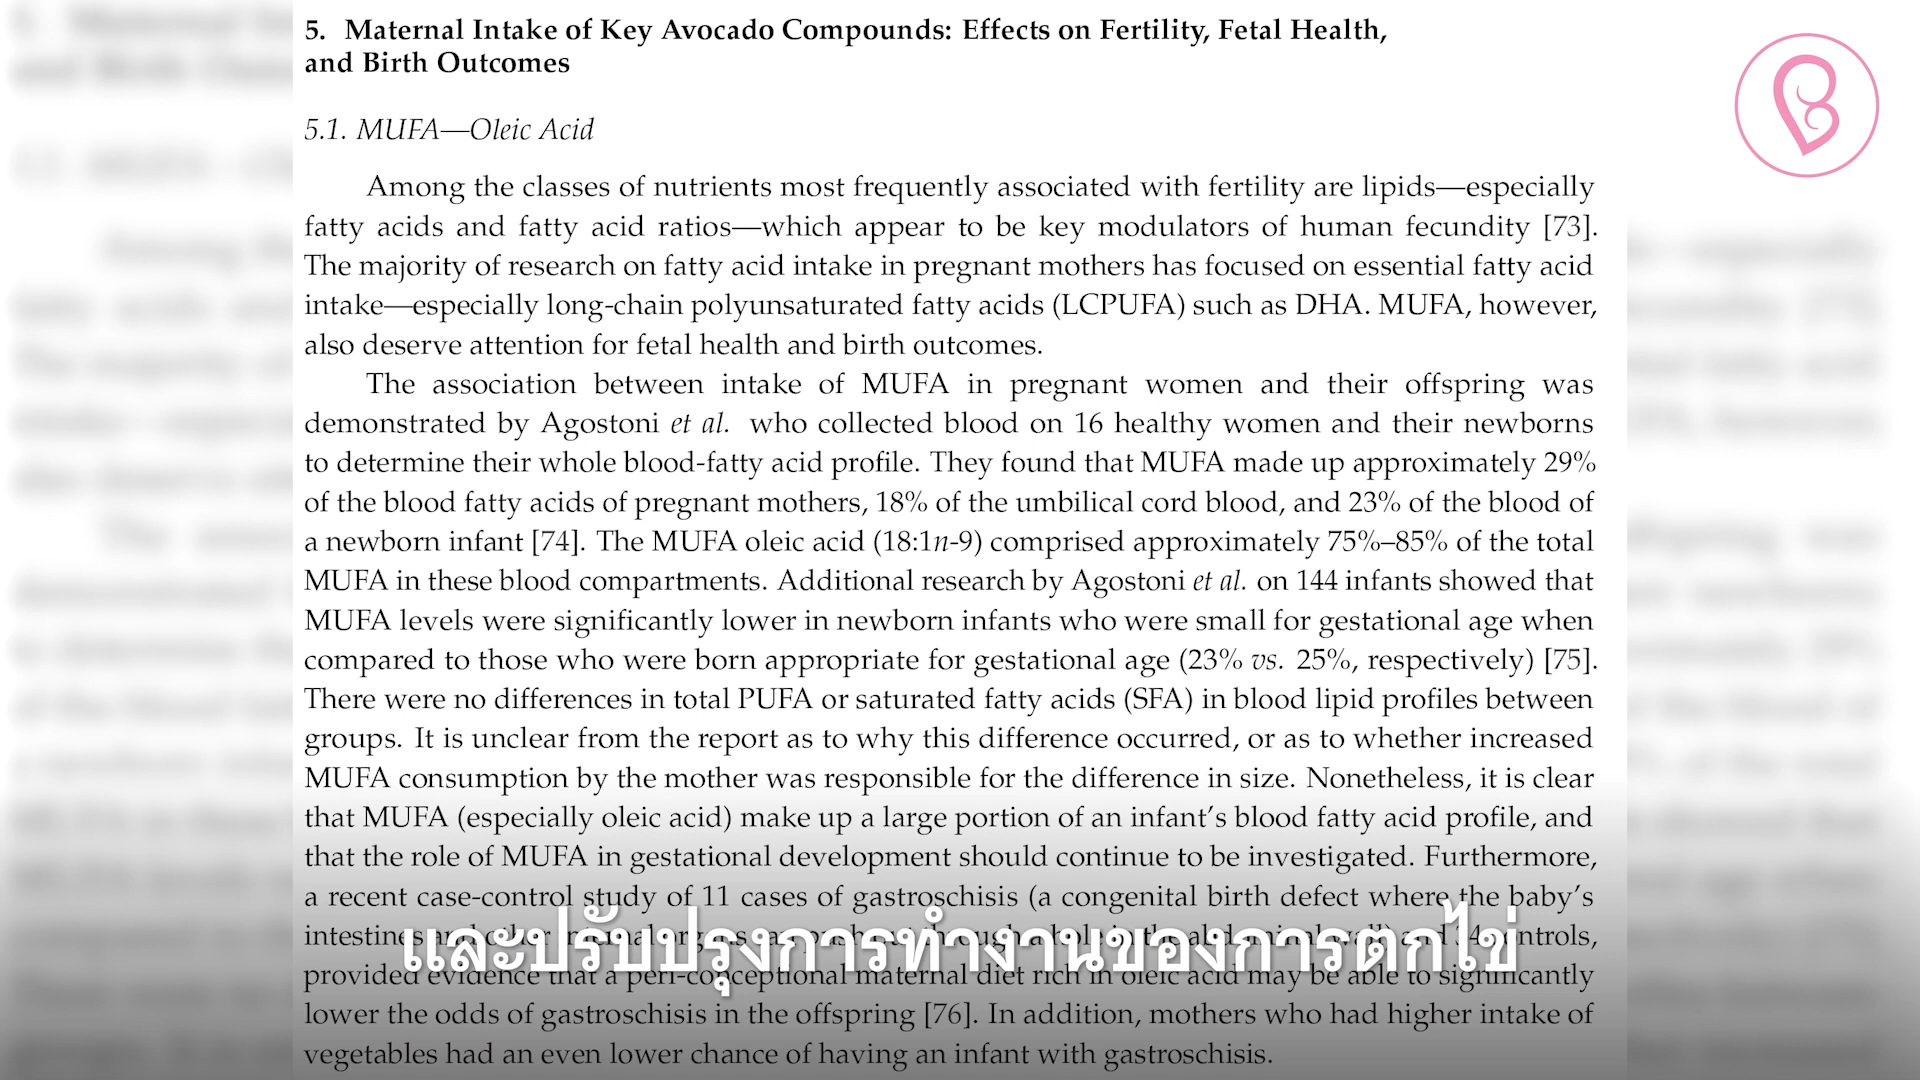 5. Maternal Intake of Key Avocado Compounds: Effects on Fertility, Fetal Health,
and Birth Outcomes
5.1. MUFA—Oleic Acid
Among the classes of nutrients most frequently associated with fertility are lipids—especially
fatty acids and fatty acid ratios—which appear to be key modulators of human fecundity [73].
The majority of research on fatty acid intake in pregnant mothers has focused on essential fatty acid
intake—especially long-chain polyunsaturated fatty acids (LCPUFA) such as DHA. MUFA, however,
also deserve attention for fetal health and birth outcomes.
The association between intake of MUFA in pregnant women and their offspring was
demonstrated by Agostoni et al. who collected blood on 16 healthy women and their newborns
to determine their whole blood-fatty acid profile. They found that MUFA made up approximately 29%
of the blood fatty acids of pregnant mothers, 18% of the umbilical cord blood, and 23% of the blood of
a newborn infant [74]. The MUFA oleic acid (18:1n-9) comprised approximately 75%–85% of the total
MUFA in these blood compartments. Additional research by Agostoni et al. on 144 infants showed that
MUFA levels were significantly lower in newborn infants who were small for gestational age when
compared to those who were born appropriate for gestational age (23% vs. 25%, respectively) [75].
There were no differences in total PUFA or saturated fatty acids (SFA) in blood lipid profiles between
groups. It is unclear from the report as to why this difference occurred, or as to whether increased
MUFA consumption by the mother was responsible for the difference in size. Nonetheless, it is clear
that MUFA (especially oleic acid) make up a large portion of an infant's blood fatty acid profile, and
that the role of MUFA in gestational development should continue to be investigated. Furthermore,
a recent case-control study of 11 cases of gastroschisis (a congenital birth defect where the baby's
intestines
controls,
และปรับปรุงการทำงานของการตกไข่
provided evidence that a peri-conceptional maternal diet rich in oleic acid may be able to significantly
lower the odds of gastroschisis in the offspring [76]. In addition, mothers who had higher intake of
vegetables had an even lower chance of having an infant with gastroschisis.